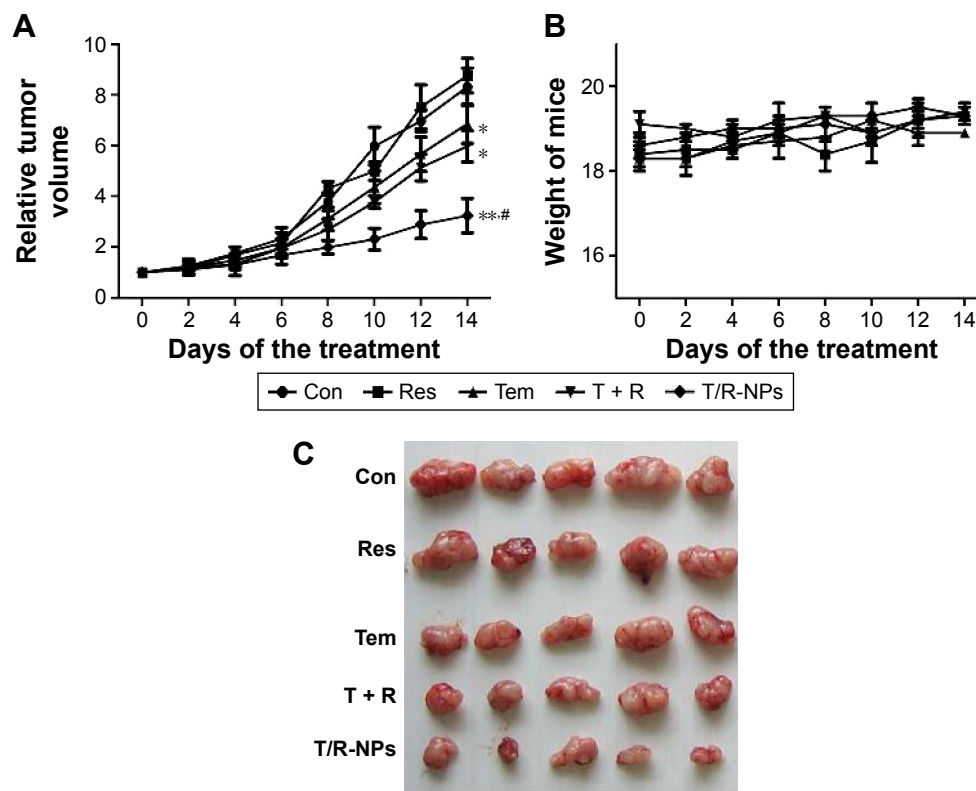 A
Relative tumor
volume
10
8
6
4
2
0
*
*
**,#
0 2 4 6 8 10 12 14
Days of the treatment
B
Weight of mice
20
18
16
0 2 4 6 8 10 12 14
Days of the treatment
Con Res Tem T + R T/R-NPs
C
Con
Res
Tem
T + R
T/R-NPs